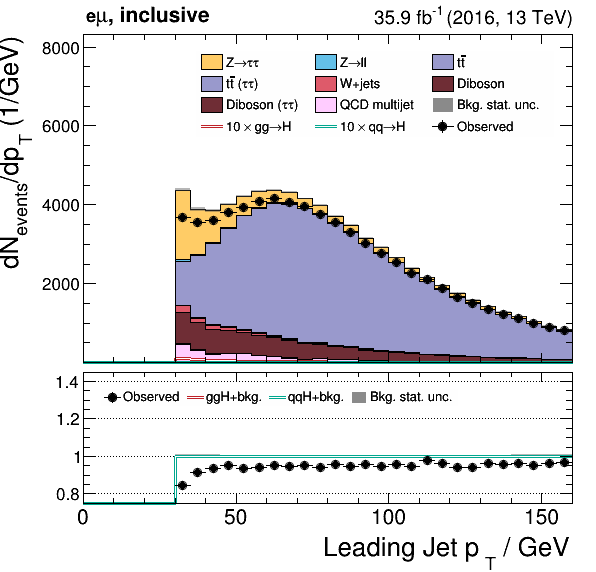 eμ, inclusive 35.9 fb⁻¹ (2016, 13 TeV)
dN_events/dp_T (1/GeV)
8000
6000
4000
2000
Z→ττ Z→ll tt̄
tt̄ (ττ) W+jets Diboson
Diboson (ττ) QCD multijet Bkg. stat. unc.
10 × gg→H 10 × qq→H Observed
1.4
1.2
1
0.8
Observed ggH+bkg. qqH+bkg. Bkg. stat. unc.
0 50 100 150
Leading Jet p_T / GeV